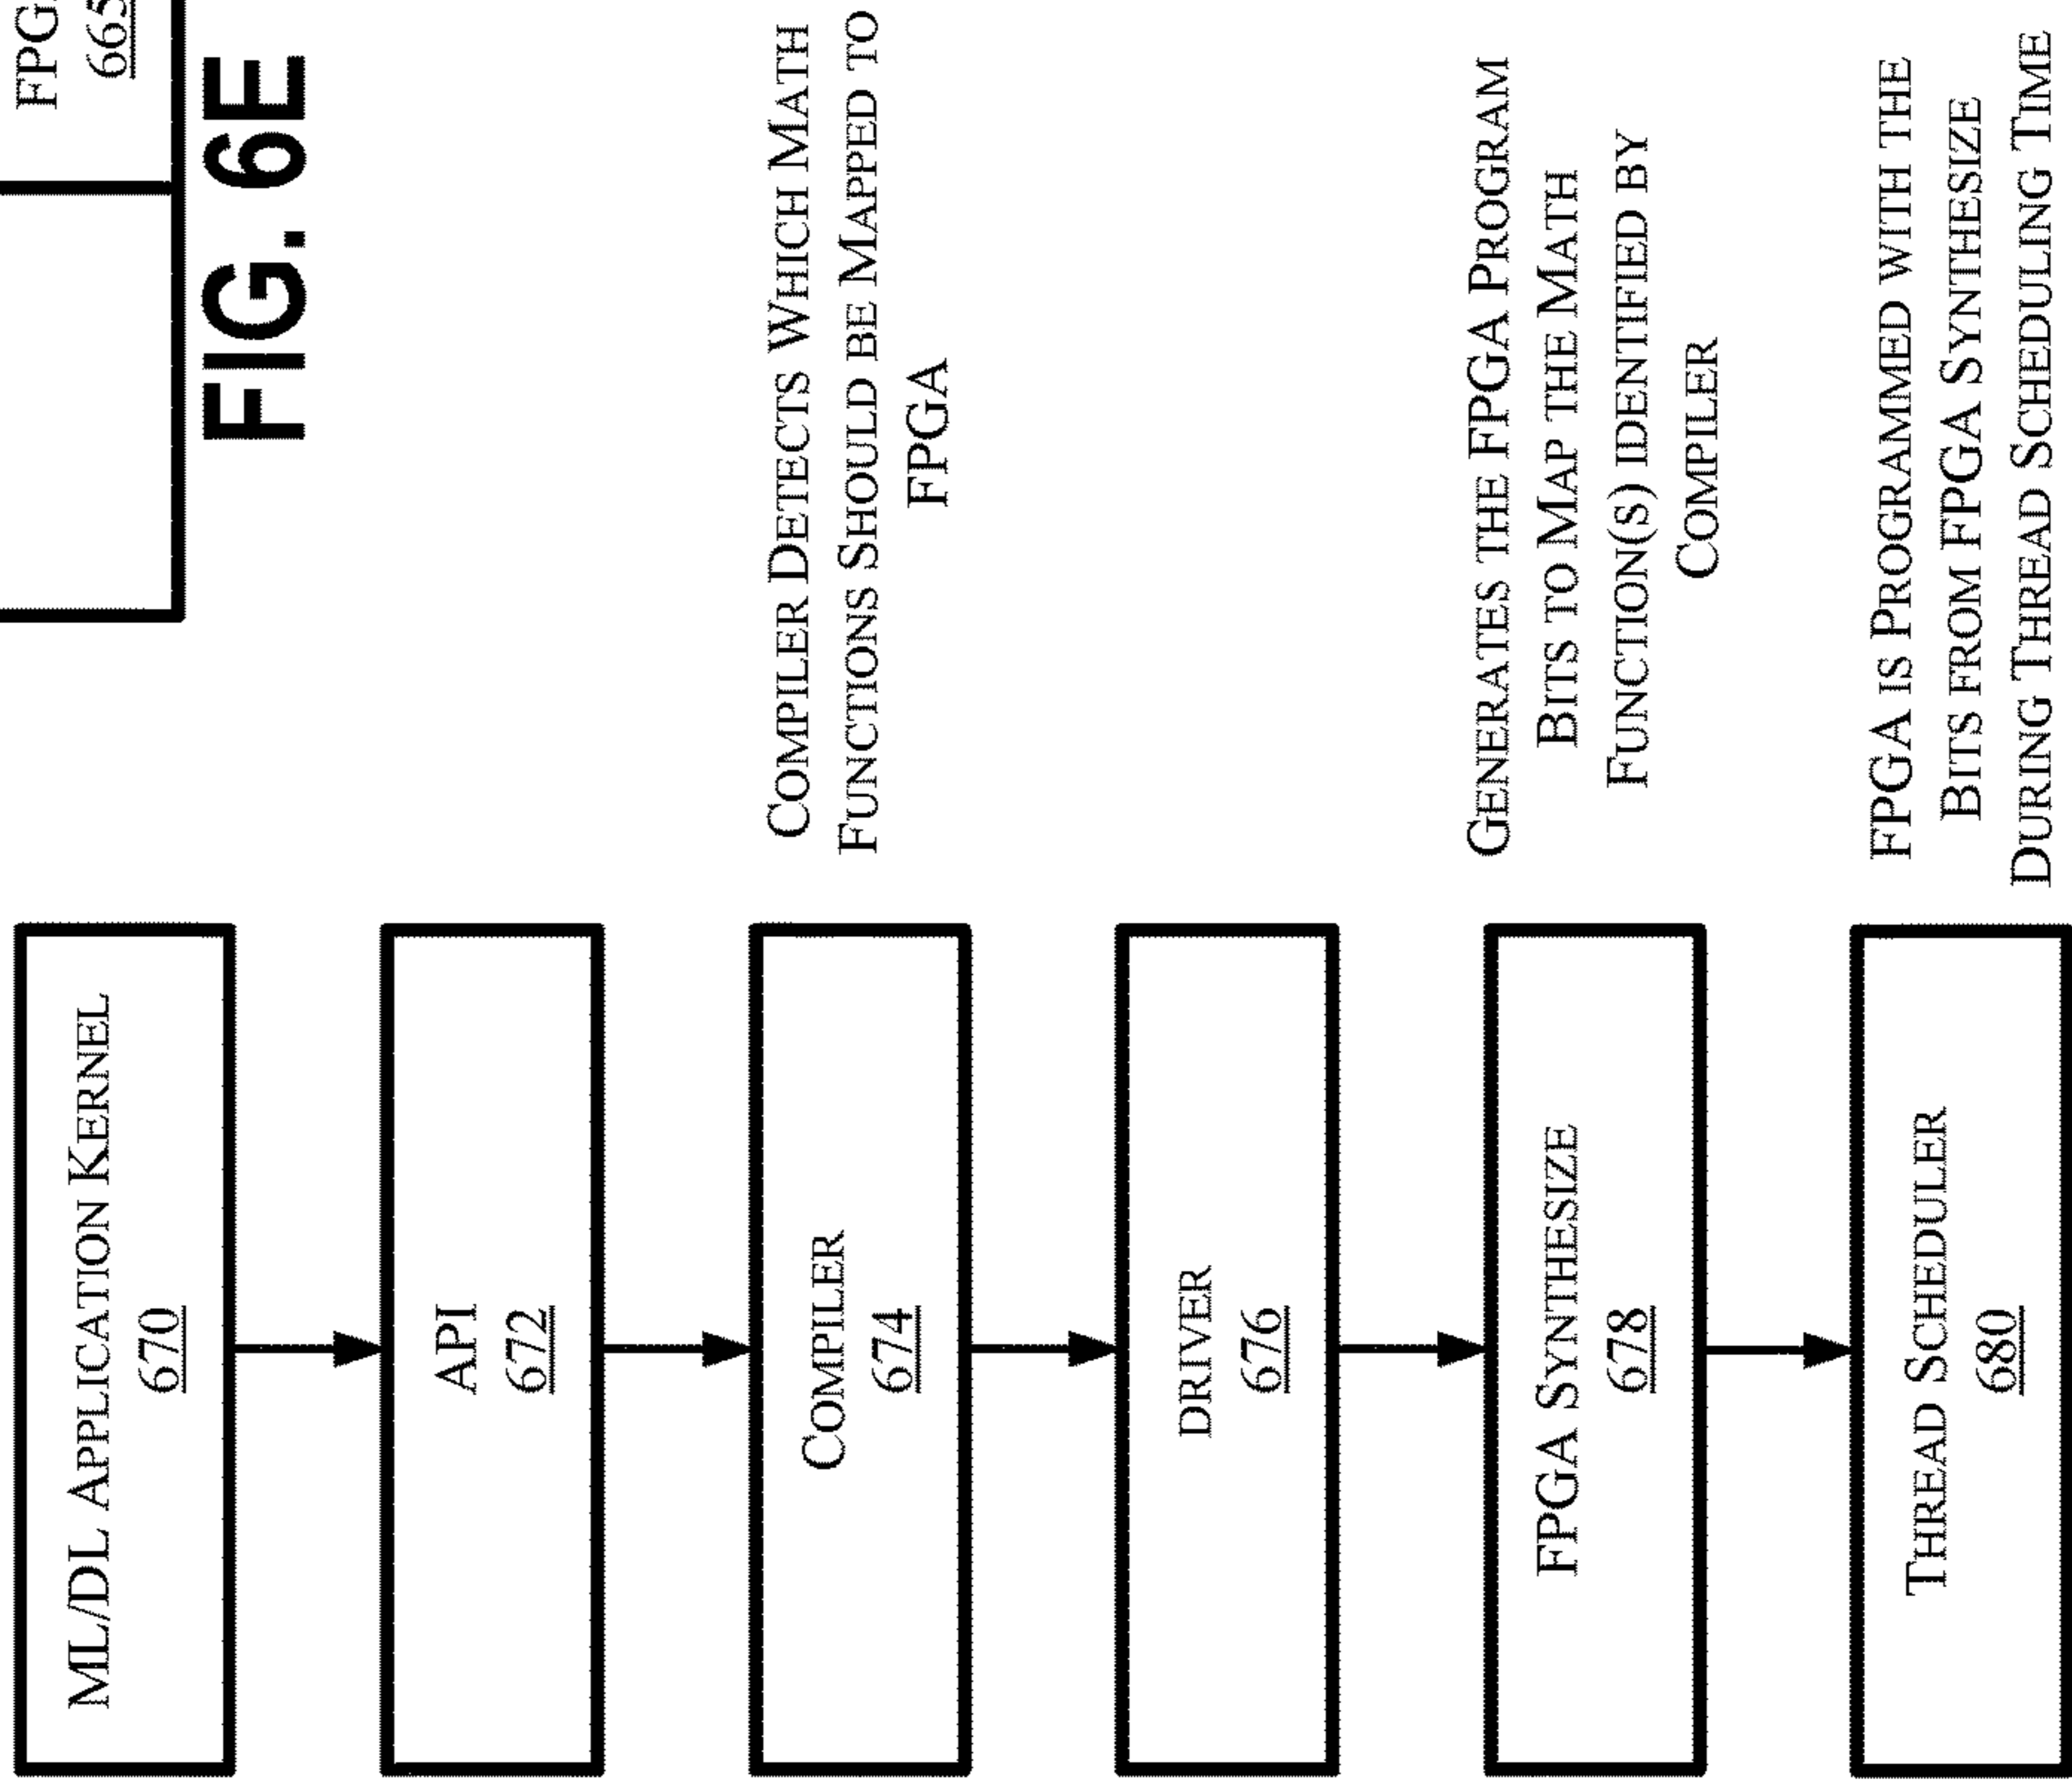 665
FIG. 6E
ML/DL Application Kernel
670
API
672
Compiler
674
Compiler Detects Which Math
Functions Should be Mapped to
FPGA
driver
676
FPGA Synthesize
678
Generates the FPGA Program
Bits to Map the Math
Function(s) identified by
Compiler
Thread Scheduler
680
FPGA is Programmed with the
Bits from FPGA Synthesize
During Thread Scheduling Time